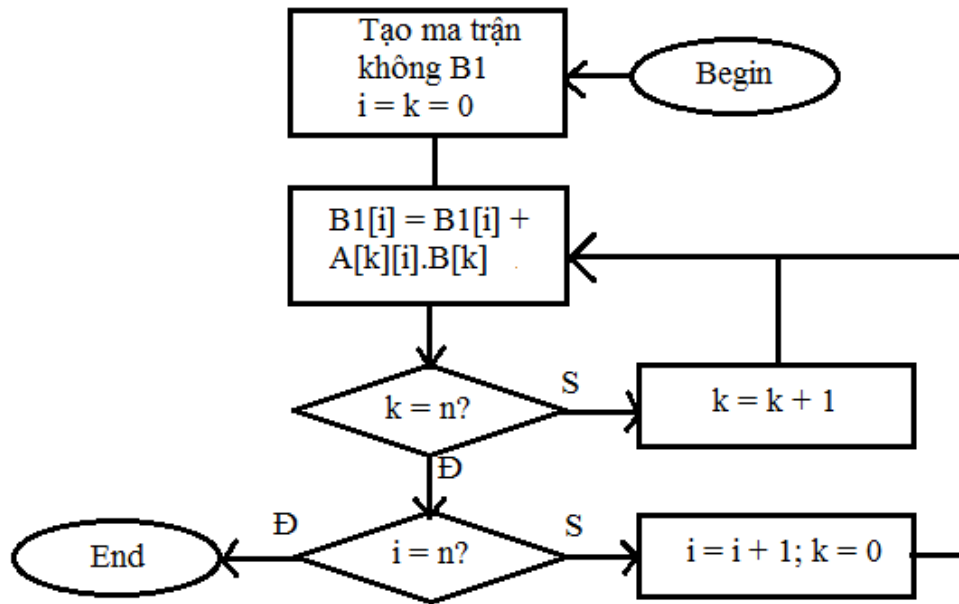 Tạo ma trận
không B1
i = k = 0
Begin
B1[i] = B1[i] +
A[k][i].B[k]
k = n?
S
k = k + 1
Đ
i = n?
Đ
End
S
i = i + 1; k = 0